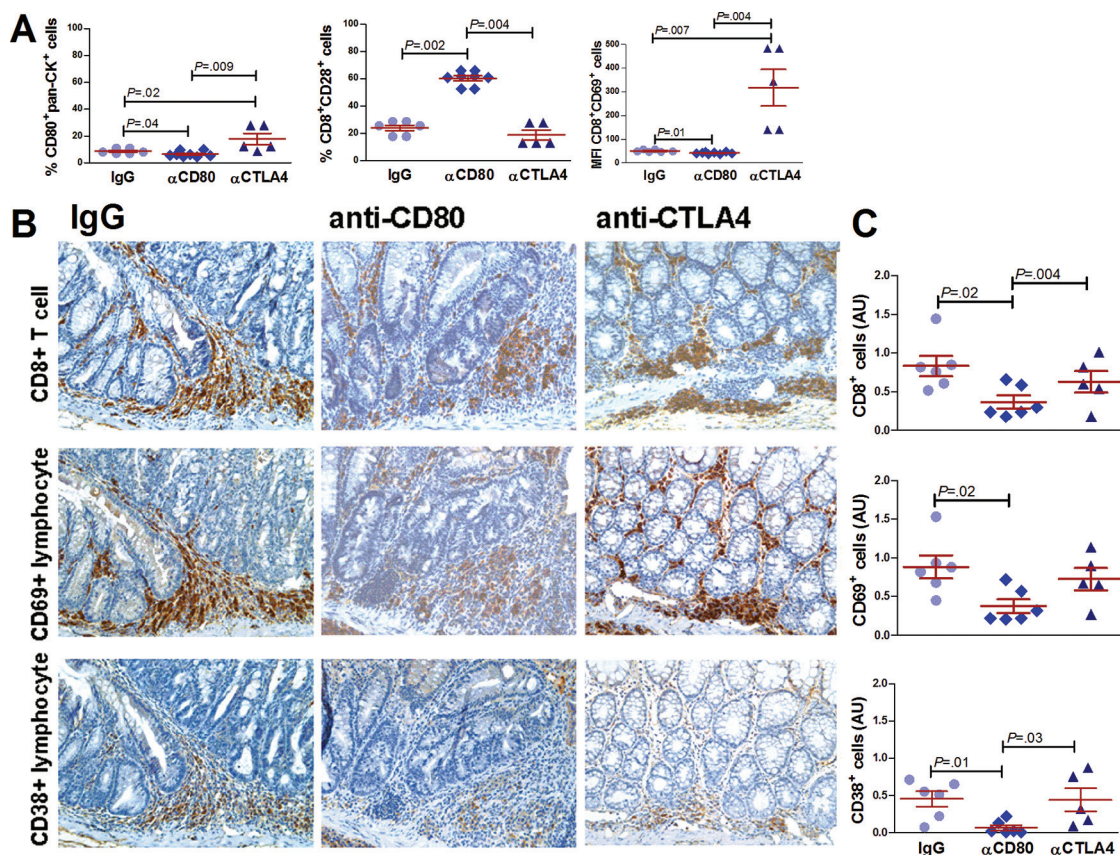 A
% CD80+pan-CK+ cells
100
80
60
40
20
0
P=.009
P=.02
P=.04
IgG
αCD80
αCTLA4
% CD8+CD28+ cells
100
80
60
40
20
0
P=.004
P=.002
IgG
αCD80
αCTLA4
MFI CD8+CD69+ cells
500
400
300
200
100
0
P=.004
P=.007
P=.01
IgG
αCD80
αCTLA4
B
IgG
anti-CD80
anti-CTLA4
CD8+ T cell
CD69+ lymphocyte
CD38+ lymphocyte
C
CD8+ cells (AU)
2.0
1.5
1.0
0.5
0.0
P=.02
P=.004
CD69+ cells (AU)
2.0
1.5
1.0
0.5
0.0
P=.02
CD38+ cells (AU)
2.0
1.5
1.0
0.5
0.0
P=.01
P=.03
IgG
αCD80
αCTLA4